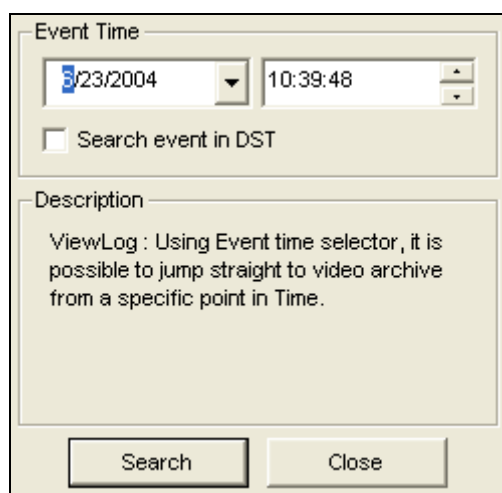 Event Time
6/23/2004
10:39:48
Search event in DST
Description
ViewLog : Using Event time selector, it is
possible to jump straight to video archive
from a specific point in Time.
Search
Close